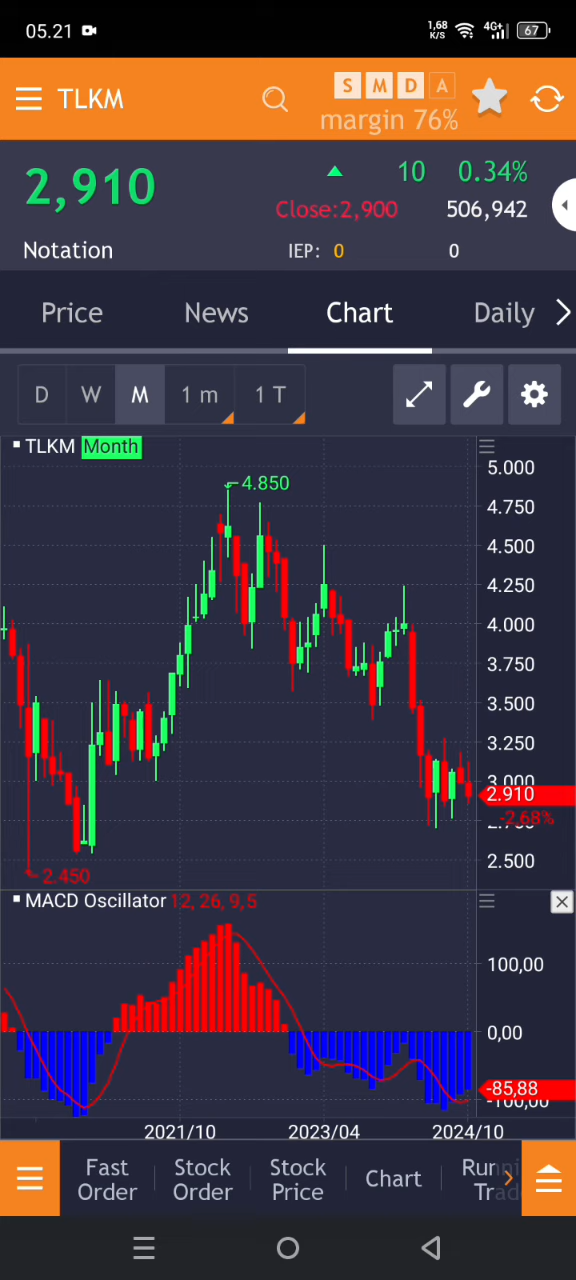 05.21
1,68 K/S
4G+
67
TLKM
S M D A
margin 76%
2,910
10 0.34%
Close:2,900 506,942
Notation IEP: 0 0
Price News Chart Daily
D W M 1 m 1 T
TLKM Month
5.000
4.850
4.750
4.500
4.250
4.000
3.750
3.500
3.250
3.000
2.910
-2.68%
2.750
2.500
2.450
MACD Oscillator 12, 26, 9,5
100,00
0,00
-85,88
-100,00
2021/10 2023/04 2024/10
Fast Order
Stock Order
Stock Price
Chart